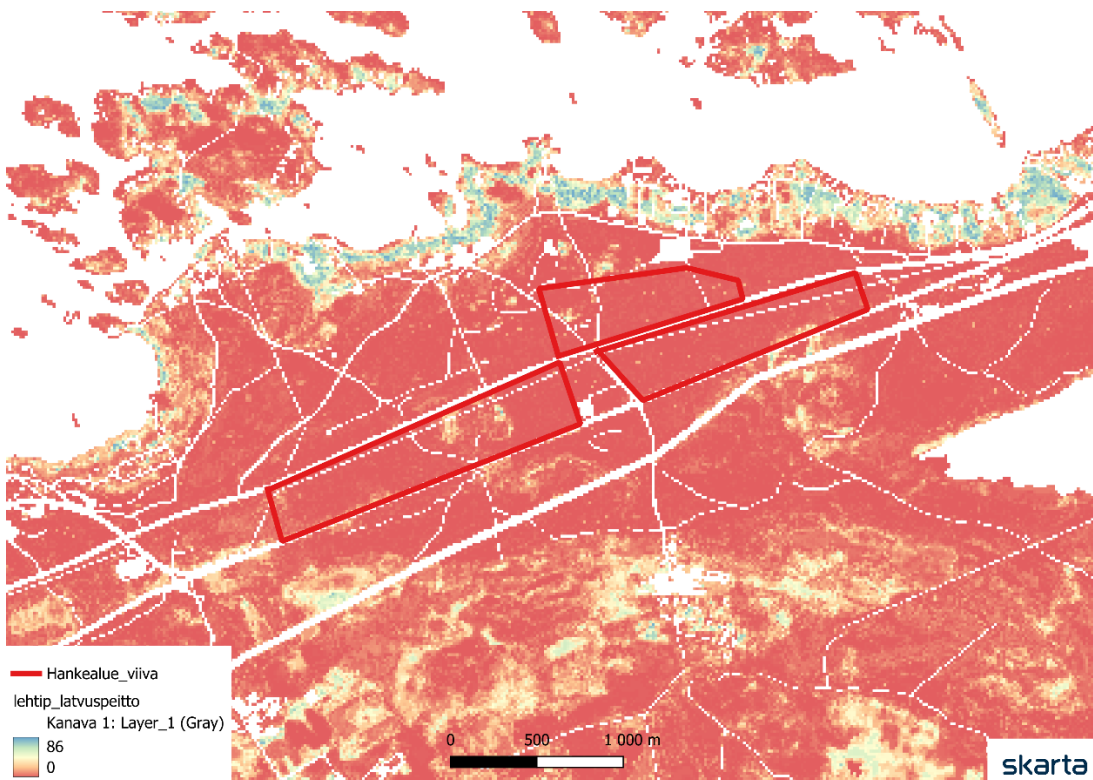 Hankealue_viiva
lehtip_latvuspeitto
Kanava 1: Layer_1 (Gray)
86
0
0 500 1 000 m
skarta